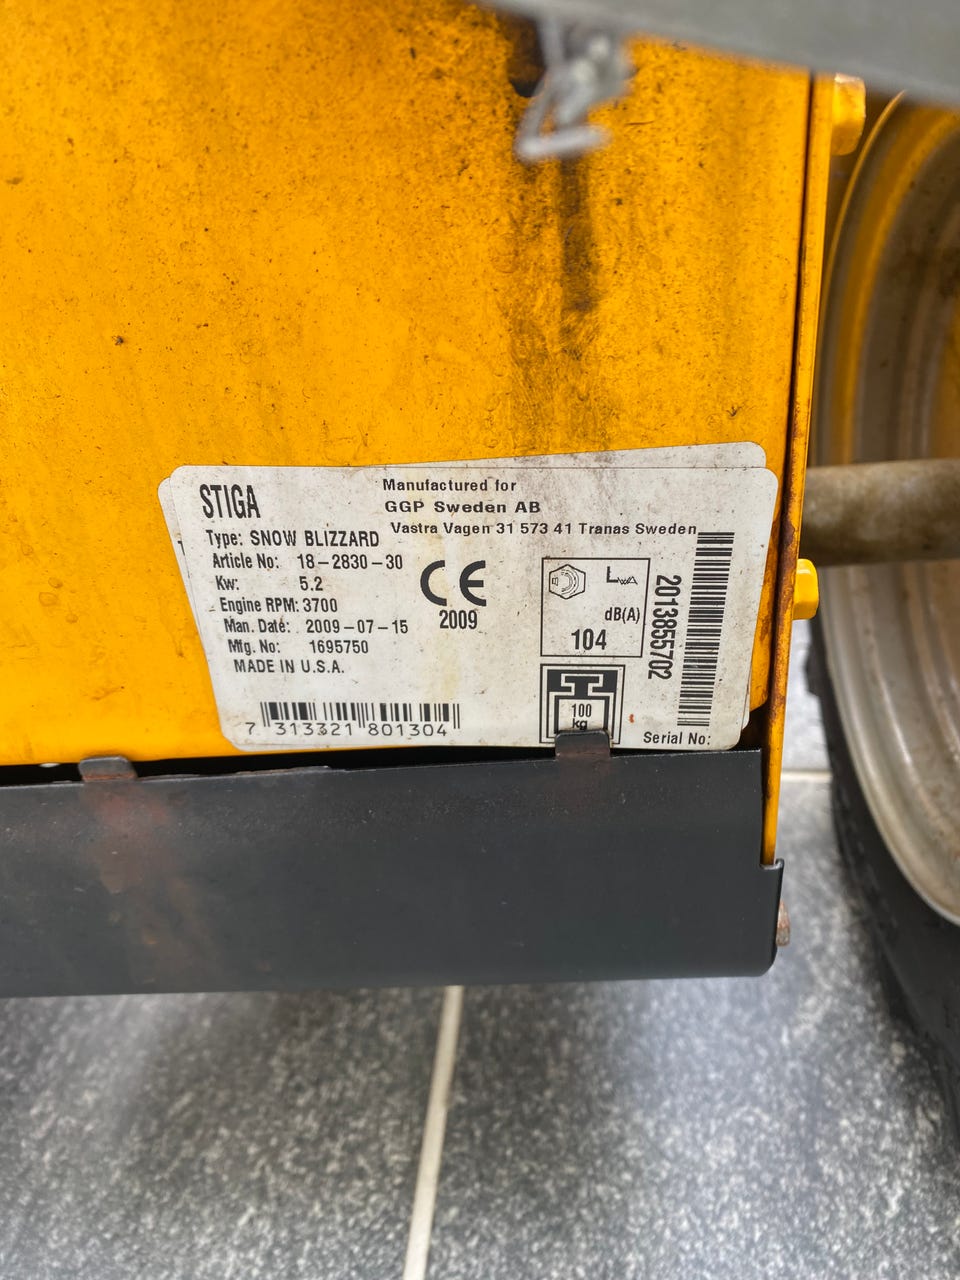 STIGA
Type: SNOW BLIZZARD
Article No: 18-2830-30
Kw: 5.2
Engine RPM: 3700
Man. Date: 2009-07-15
Mfg. No: 1695750
MADE IN U.S.A.
7 313321 801304
Manufactured for
GGP Sweden AB
Vastra Vagen 31 573 41 Tranas Sweden
CE
2009
LWA
dB(A)
104
100
kg
2013855702
Serial No: